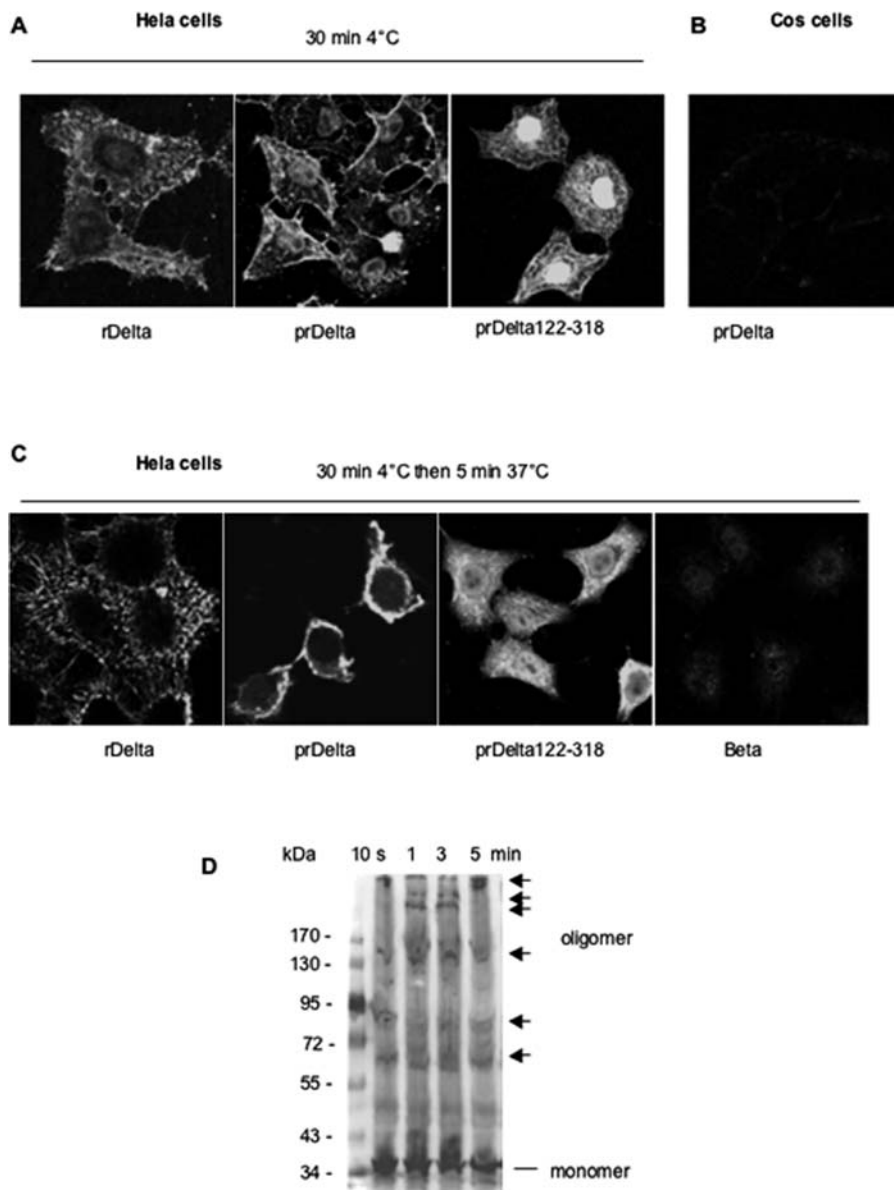 A
Hela cells
30 min 4°C
B
Cos cells
rDelta
prDelta
prDelta122-318
prDelta
C
Hela cells
30 min 4°C then 5 min 37°C
rDelta
prDelta
prDelta122-318
Beta
D
kDa 10 s 1 3 5 min
170 -
oligomer
130 -
95 -
72 -
55 -
43 -
34 -
monomer